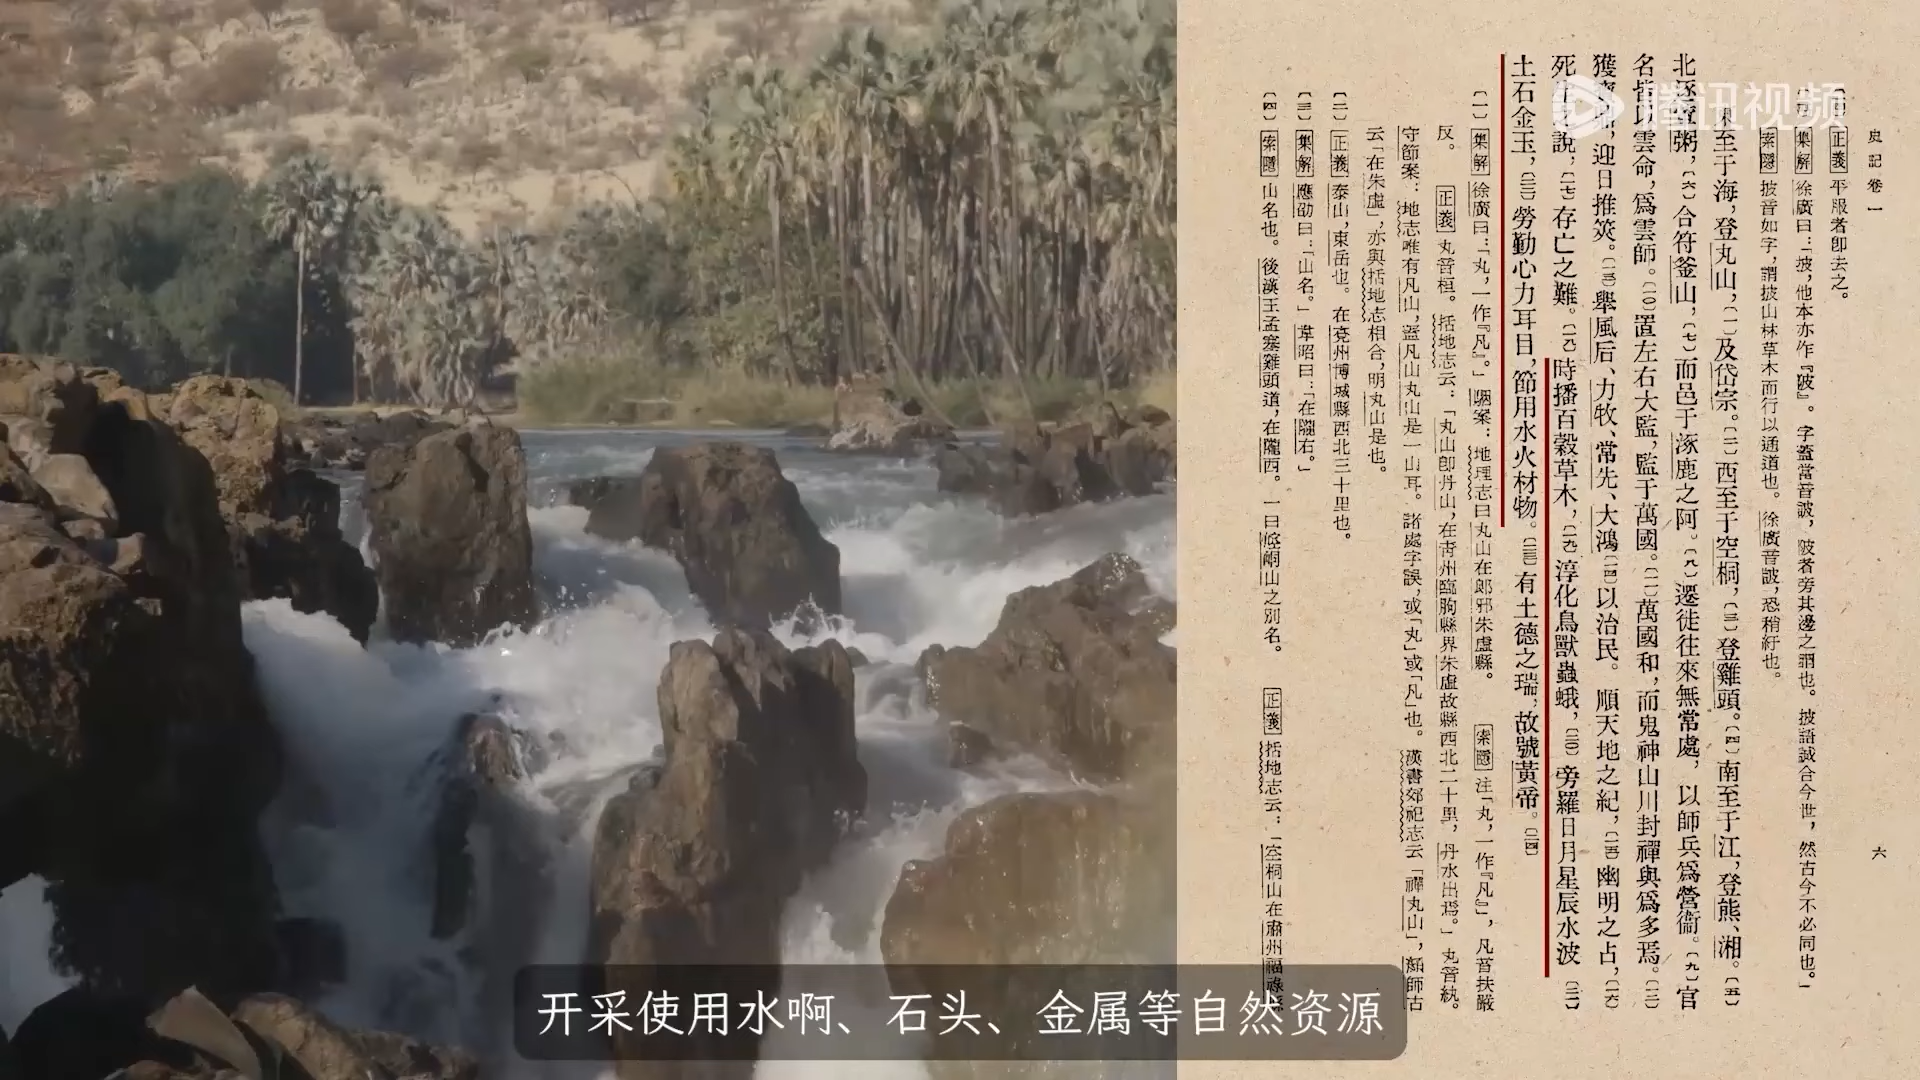 腾讯视频
史記卷一
六
〔三〕正義 平服者卽去之。
集解 徐廣曰：「披，他本亦作『陂』。字蓋當音詖，陂者旁其邊之謂也。披語誠合今世，然古今不必同也。」
索隱 披音如字，謂披山林草木而行以通道也。徐廣音詖，恐稍紆也。
東至于海，登丸山，〔一〕及岱宗。〔二〕西至于空桐，〔三〕登雞頭。〔四〕南至于江，登熊、湘。〔五〕
北逐葷粥，〔六〕合符釜山，〔七〕而邑于涿鹿之阿。〔八〕遷徙往來無常處，以師兵爲營衞。〔九〕官
名皆以雲命，爲雲師。〔一0〕置左右大監，監于萬國。〔一一〕萬國和，而鬼神山川封禪與爲多焉。〔一二〕
獲寶鼎，迎日推筴。〔一三〕舉風后、力牧、常先、大鴻〔一四〕以治民。順天地之紀，〔一五〕幽明之占，〔一六〕
死生之說，〔一七〕存亡之難。〔一八〕時播百穀草木，〔一九〕淳化鳥獸蟲蛾，〔二0〕旁羅日月星辰水波〔二一〕
土石金玉，〔二二〕勞勤心力耳目，節用水火材物。〔二三〕有土德之瑞，故號黃帝。〔二四〕
〔一〕集解 徐廣曰：「丸，一作『凡』。」駰案：地理志曰丸山在郎邪朱虛縣。 索隱 注「丸，一作『凡』」，凡音扶嚴
反。 正義 丸音桓。括地志云：「丸山卽丹山，在青州臨朐縣界朱虛故縣西北二十里，丹水出焉。」丸音紈。
守節案：地志唯有凡山，蓋凡山丸山是一山耳。諸處字誤，或「丸」或「凡」也。漢書郊祀志云「禪丸山」，顏師古
云「在朱虛」，亦與括地志相合，明丸山是也。
〔二〕正義 泰山，東岳也。在兗州博城縣西北三十里也。
〔三〕集解 應劭曰：「山名。」韋昭曰：「在隴右。」
〔四〕索隱 山名也。後漢王孟塞雞頭道，在隴西。一曰崆峒山之別名。 正義 括地志云：「空桐山在肅州福祿縣
开采使用水啊、石头、金属等自然资源